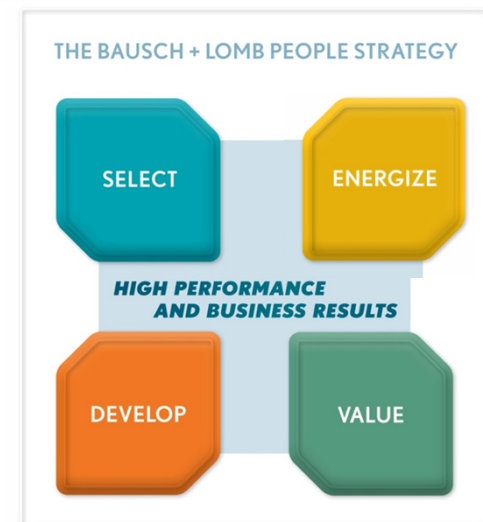 THE BAUSCH + LOMB PEOPLE STRATEGY
SELECT
ENERGIZE
HIGH PERFORMANCE
AND BUSINESS RESULTS
DEVELOP
VALUE